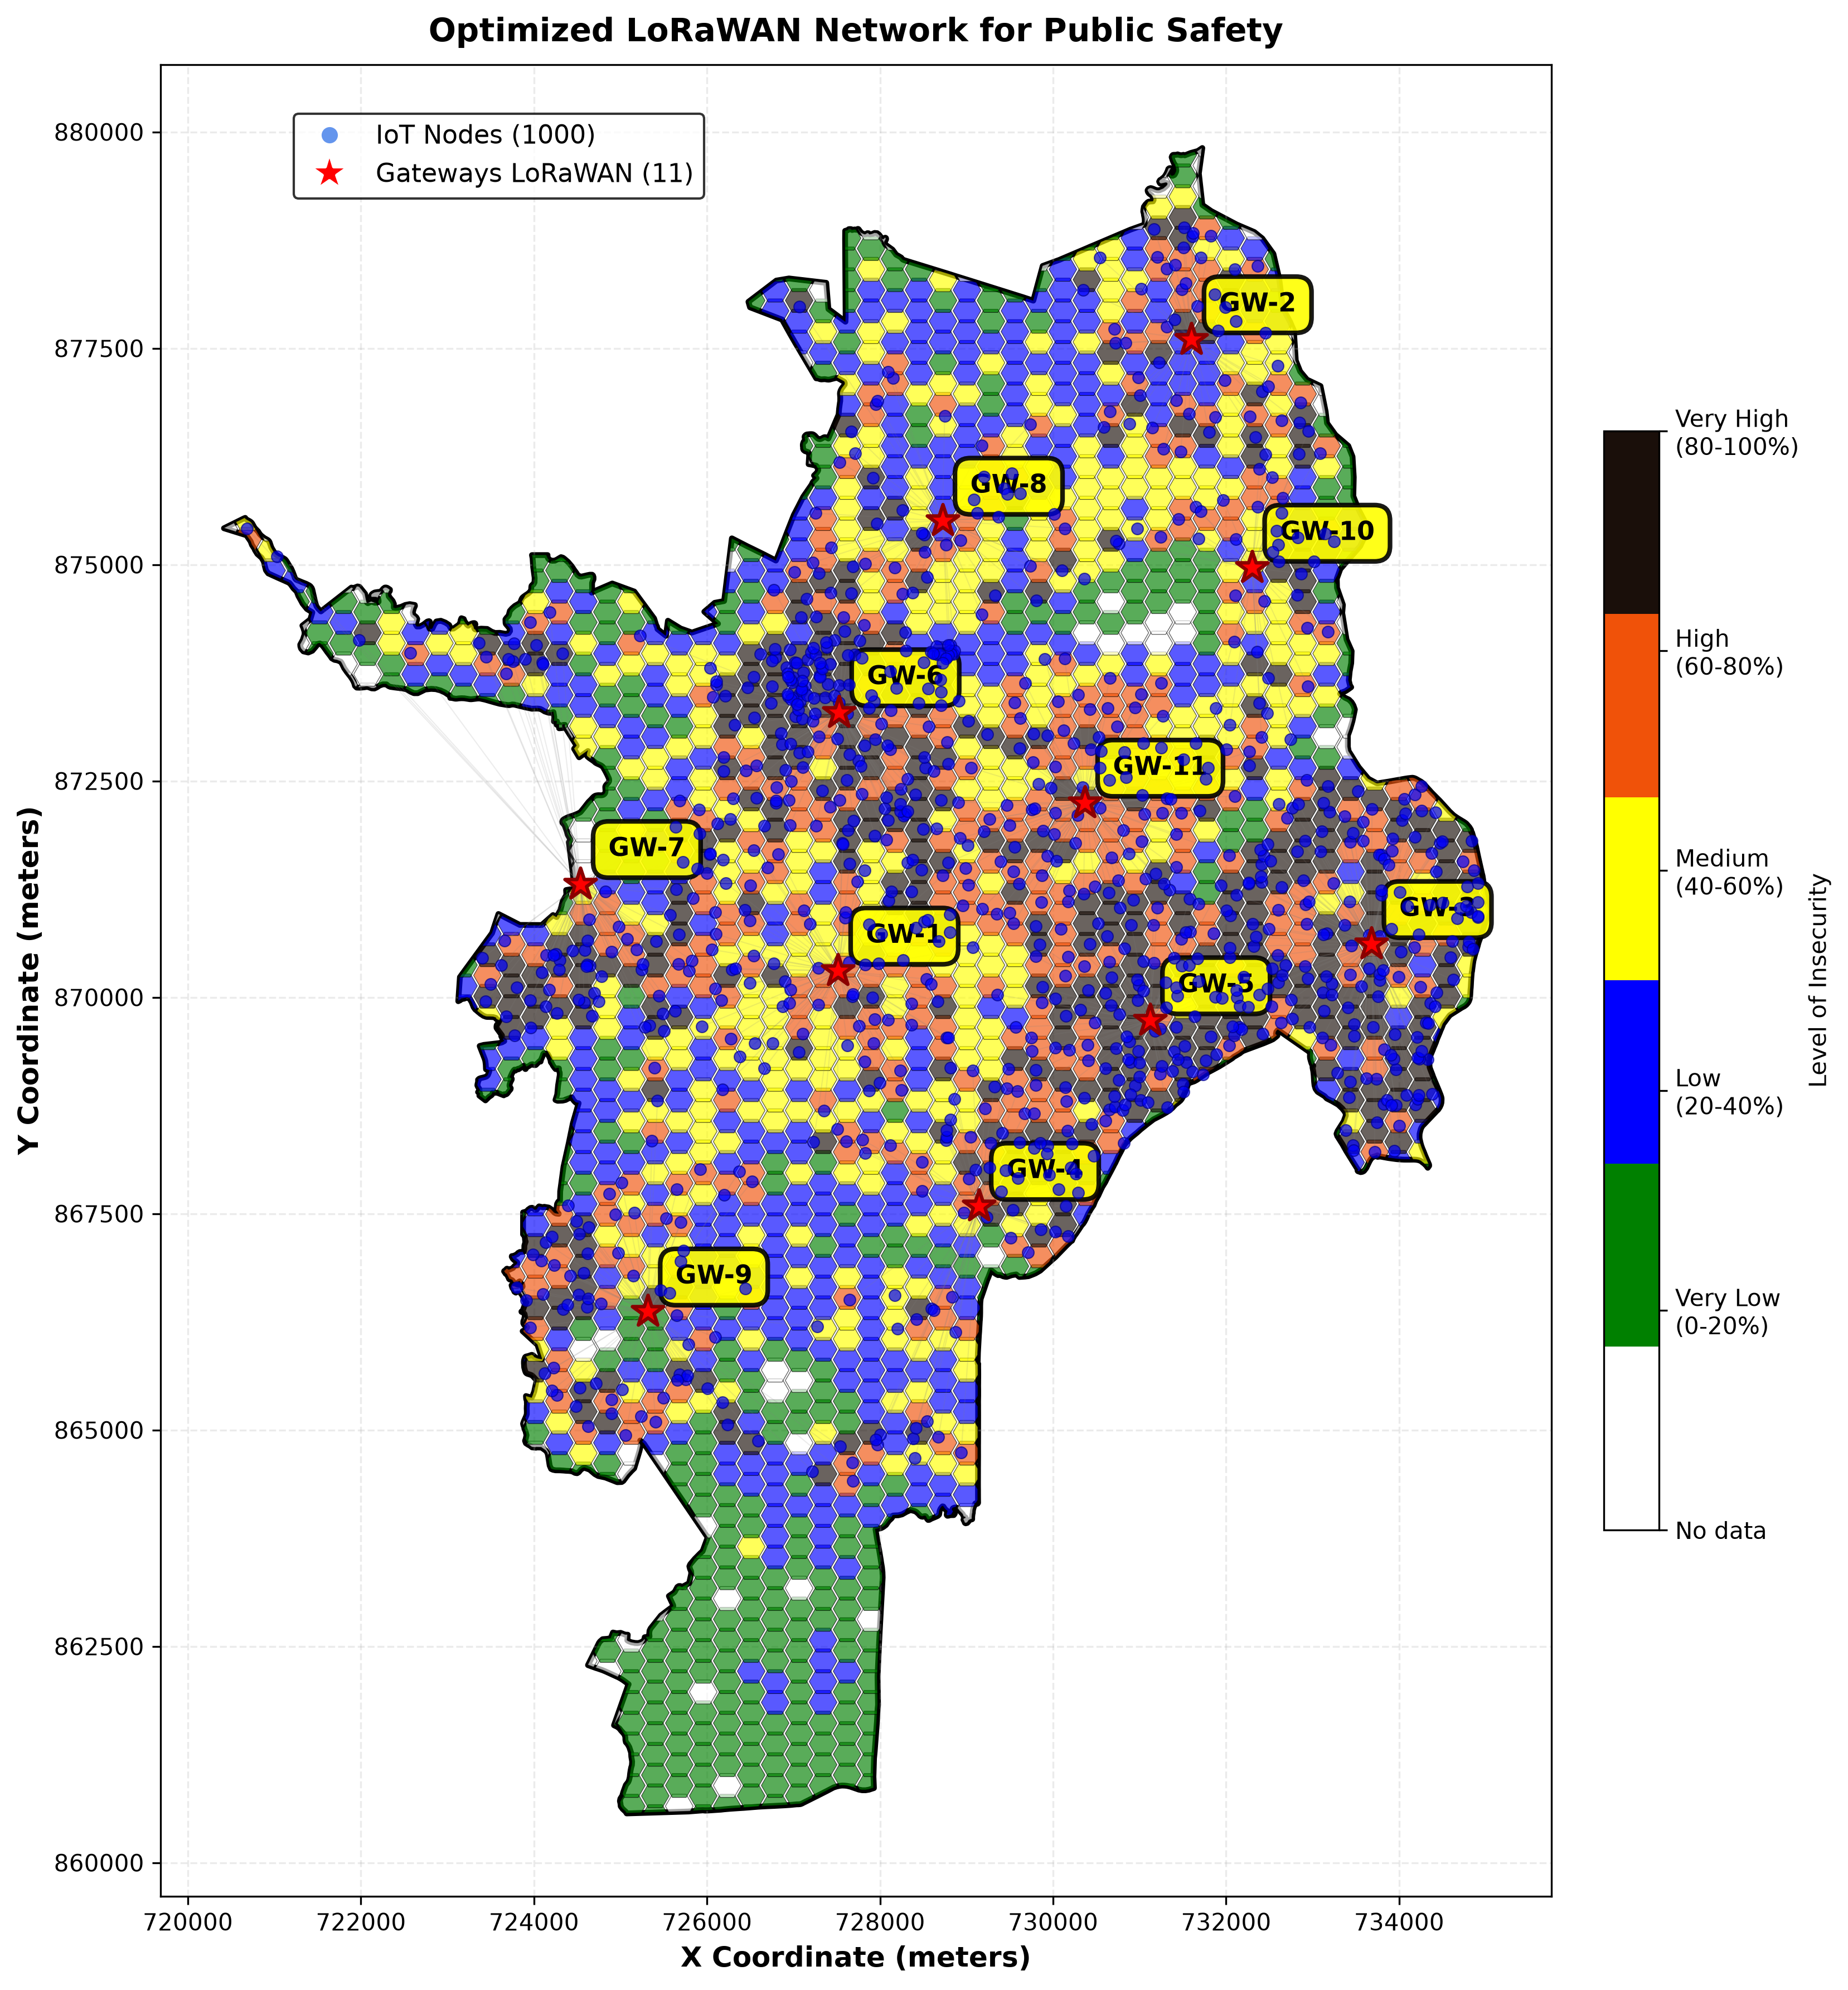 Optimized LoRaWAN Network for Public Safety
IoT Nodes (1000)
Gateways LoRaWAN (11)
880000
877500
875000
872500
870000
867500
865000
862500
860000
Y Coordinate (meters)
GW-2
GW-8
GW-10
GW-6
GW-11
GW-7
GW-3
GW-1
GW-5
GW-4
GW-9
720000
722000
724000
726000
728000
730000
732000
734000
X Coordinate (meters)
Very High
(80-100%)
High
(60-80%)
Medium
(40-60%)
Low
(20-40%)
Very Low
(0-20%)
No data
Level of Insecurity